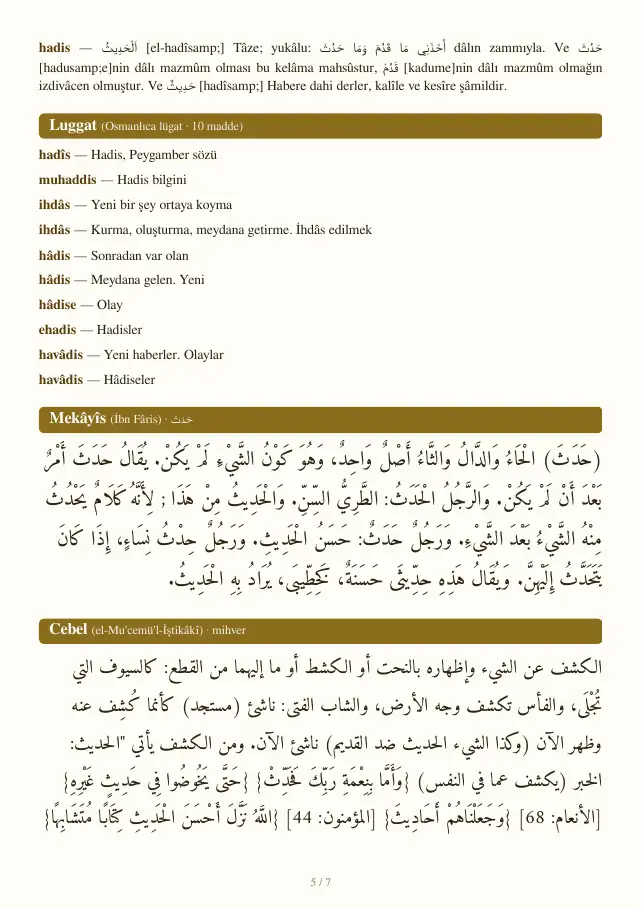 hadis — اَلْحَدِيثُ [el-hadîsamp;] Tâze; yukâlu: أَخَذَنِي مَا قَدُمَ وَمَا حَدُثَ dâlın zammıyla. Ve حَدُثَ
[hadusamp;e]nin dâlı mazmûm olması bu kelâma mahsûstur, قَدُمَ [kadume]nin dâlı mazmûm olmağın
izdivâcen olmuştur. Ve حَدِيثٌ [hadîsamp;] Habere dahi derler, kalîle ve kesîre şâmildir.
Luggat (Osmanlıca lügat · 10 madde)
hadîs — Hadis, Peygamber sözü
muhaddis — Hadis bilgini
ihdâs — Yeni bir şey ortaya koyma
ihdâs — Kurma, oluşturma, meydana getirme. İhdâs edilmek
hâdis — Sonradan var olan
hâdis — Meydana gelen. Yeni
hâdise — Olay
ehadis — Hadisler
havâdis — Yeni haberler. Olaylar
havâdis — Hâdiseler
Mekâyîs (İbn Fâris) · حدث
(حَدَثَ) الْحَاءُ وَالدَّالُ وَالثَّاءُ أَصْلٌ وَاحِدٌ، وَهُوَ كَوْنُ الشَّيْءِ لَمْ يَكُنْ. يُقَالُ حَدَثَ أَمْرٌ
بَعْدَ أَنْ لَمْ يَكُنْ. وَالرَّجُلُ الْحَدَثُ: الطَّرِيُّ السِّنِّ. وَالْحَدِيثُ مِنْ هَذَا ; لِأَنَّهُ كَلَامٌ يَحْدُثُ
مِنْهُ الشَّيْءُ بَعْدَ الشَّيْءِ. وَرَجُلٌ حَدَثٌ: حَسَنُ الْحَدِيثِ. وَرَجُلٌ حِدْثُ نِسَاءٍ، إِذَا كَانَ
يَتَحَدَّثُ إِلَيْهِنَّ. وَيُقَالُ هَذِهِ حِدِّيثَى حَسَنَةٌ، كَخِطِّيبَى، يُرَادُ بِهِ الْحَدِيثُ.
Cebel (el-Mu'cemü'l-İştikâkî) · mihver
الكشف عن الشيء وإظهاره بالنحت أو الكشط أو ما إليهما من القطع: كالسيوف التي
تُجْلَى، والفأس تكشف وجه الأرض، والشاب الفتى: ناشئ (مستجد) كأنما كُشِف عنه
وظهر الآن (وكذا الشيء الحديث ضد القديم) ناشئ الآن. ومن الكشف يأتي "الحديث:
الخبر (يكشف عما في النفس) {وَأَمَّا بِنِعْمَةِ رَبِّكَ فَحَدِّثْ} {حَتَّى يَخُوضُوا فِي حَدِيثٍ غَيْرِهِ}
[الأنعام: 68] {وَجَعَلْنَاهُمْ أَحَادِيثَ} [المؤمنون: 44] {اللَّهُ نَزَّلَ أَحْسَنَ الْحَدِيثِ كِتَابًا مُتَشَابِهًا}
5 / 7